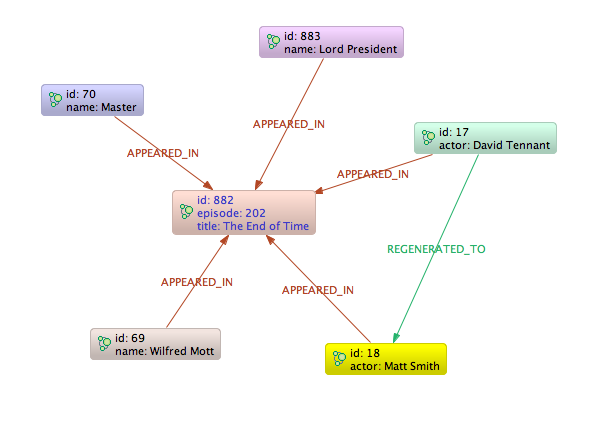 id: 883
name: Lord President
id: 70
name: Master
APPEARED_IN
id: 17
actor: David Tennant
APPEARED_IN
APPEARED_IN
id: 882
episode: 202
title: The End of Time
REGENERATED_TO
APPEARED_IN
APPEARED_IN
id: 69
name: Wilfred Mott
id: 18
actor: Matt Smith